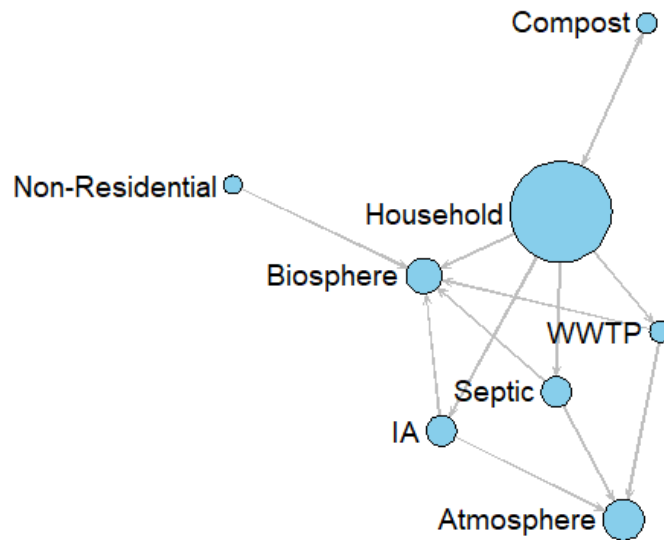 Compost
Non-Residential
Household
Biosphere
WWTP
Septic
IA
Atmosphere